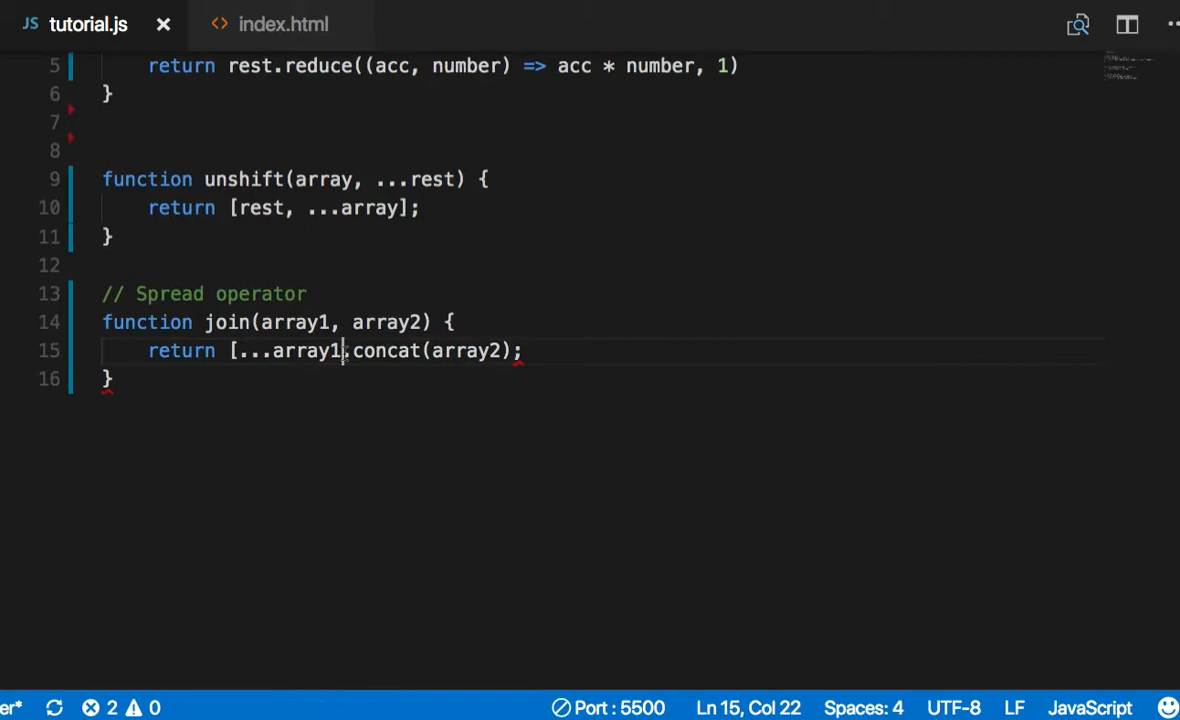 JS tutorial.js × <> index.html
5 return rest.reduce((acc, number) => acc * number, 1)
6 }
7
8
9 function unshift(array, ...rest) {
10 return [rest, ...array];
11 }
12
13 // Spread operator
14 function join(array1, array2) {
15 return [...array1.concat(array2);
16 }
er* 2 0 Port : 5500 Ln 15, Col 22 Spaces: 4 UTF-8 LF JavaScript